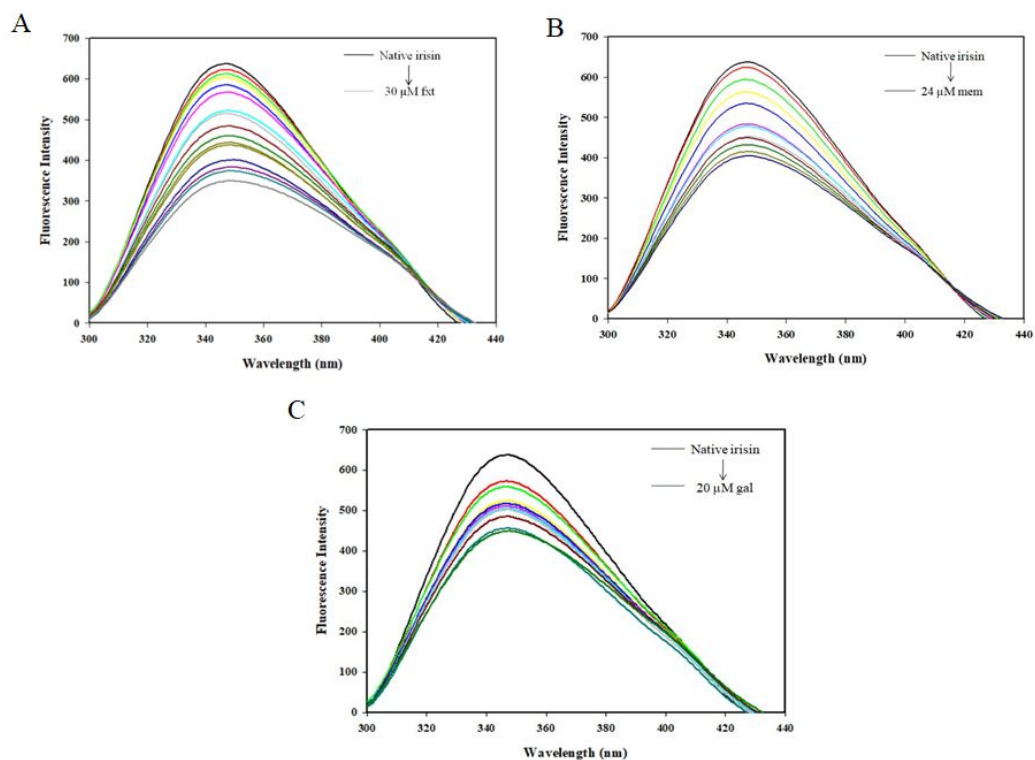 A
700
600
500
400
300
200
100
0
Fluorescence Intensity
Native irisin
30 µM fxt
300 320 340 360 380 400 420 440
Wavelength (nm)
B
700
600
500
400
300
200
100
0
Fluorescence Intensity
Native irisin
24 µM mem
300 320 340 360 380 400 420 440
Wavelength (nm)
C
700
600
500
400
300
200
100
0
Fluorescence Intensity
Native irisin
20 µM gal
300 320 340 360 380 400 420 440
Wavelength (nm)